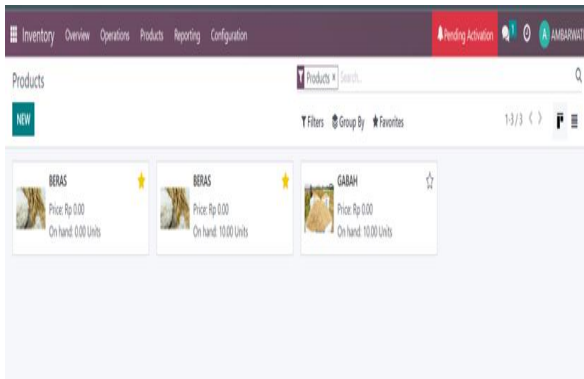 Inventory Overview Operations Products Reporting Configuration Pending Activation 1 A AMBARWATI
Products Products × Search...
NEW Filters Group By Favorites 1-3/3
BERAS
Price: Rp 0.00
On hand: 0.00 Units
BERAS
Price: Rp 0.00
On hand: 10.00 Units
GABAH
Price: Rp 0.00
On hand: 10.00 Units